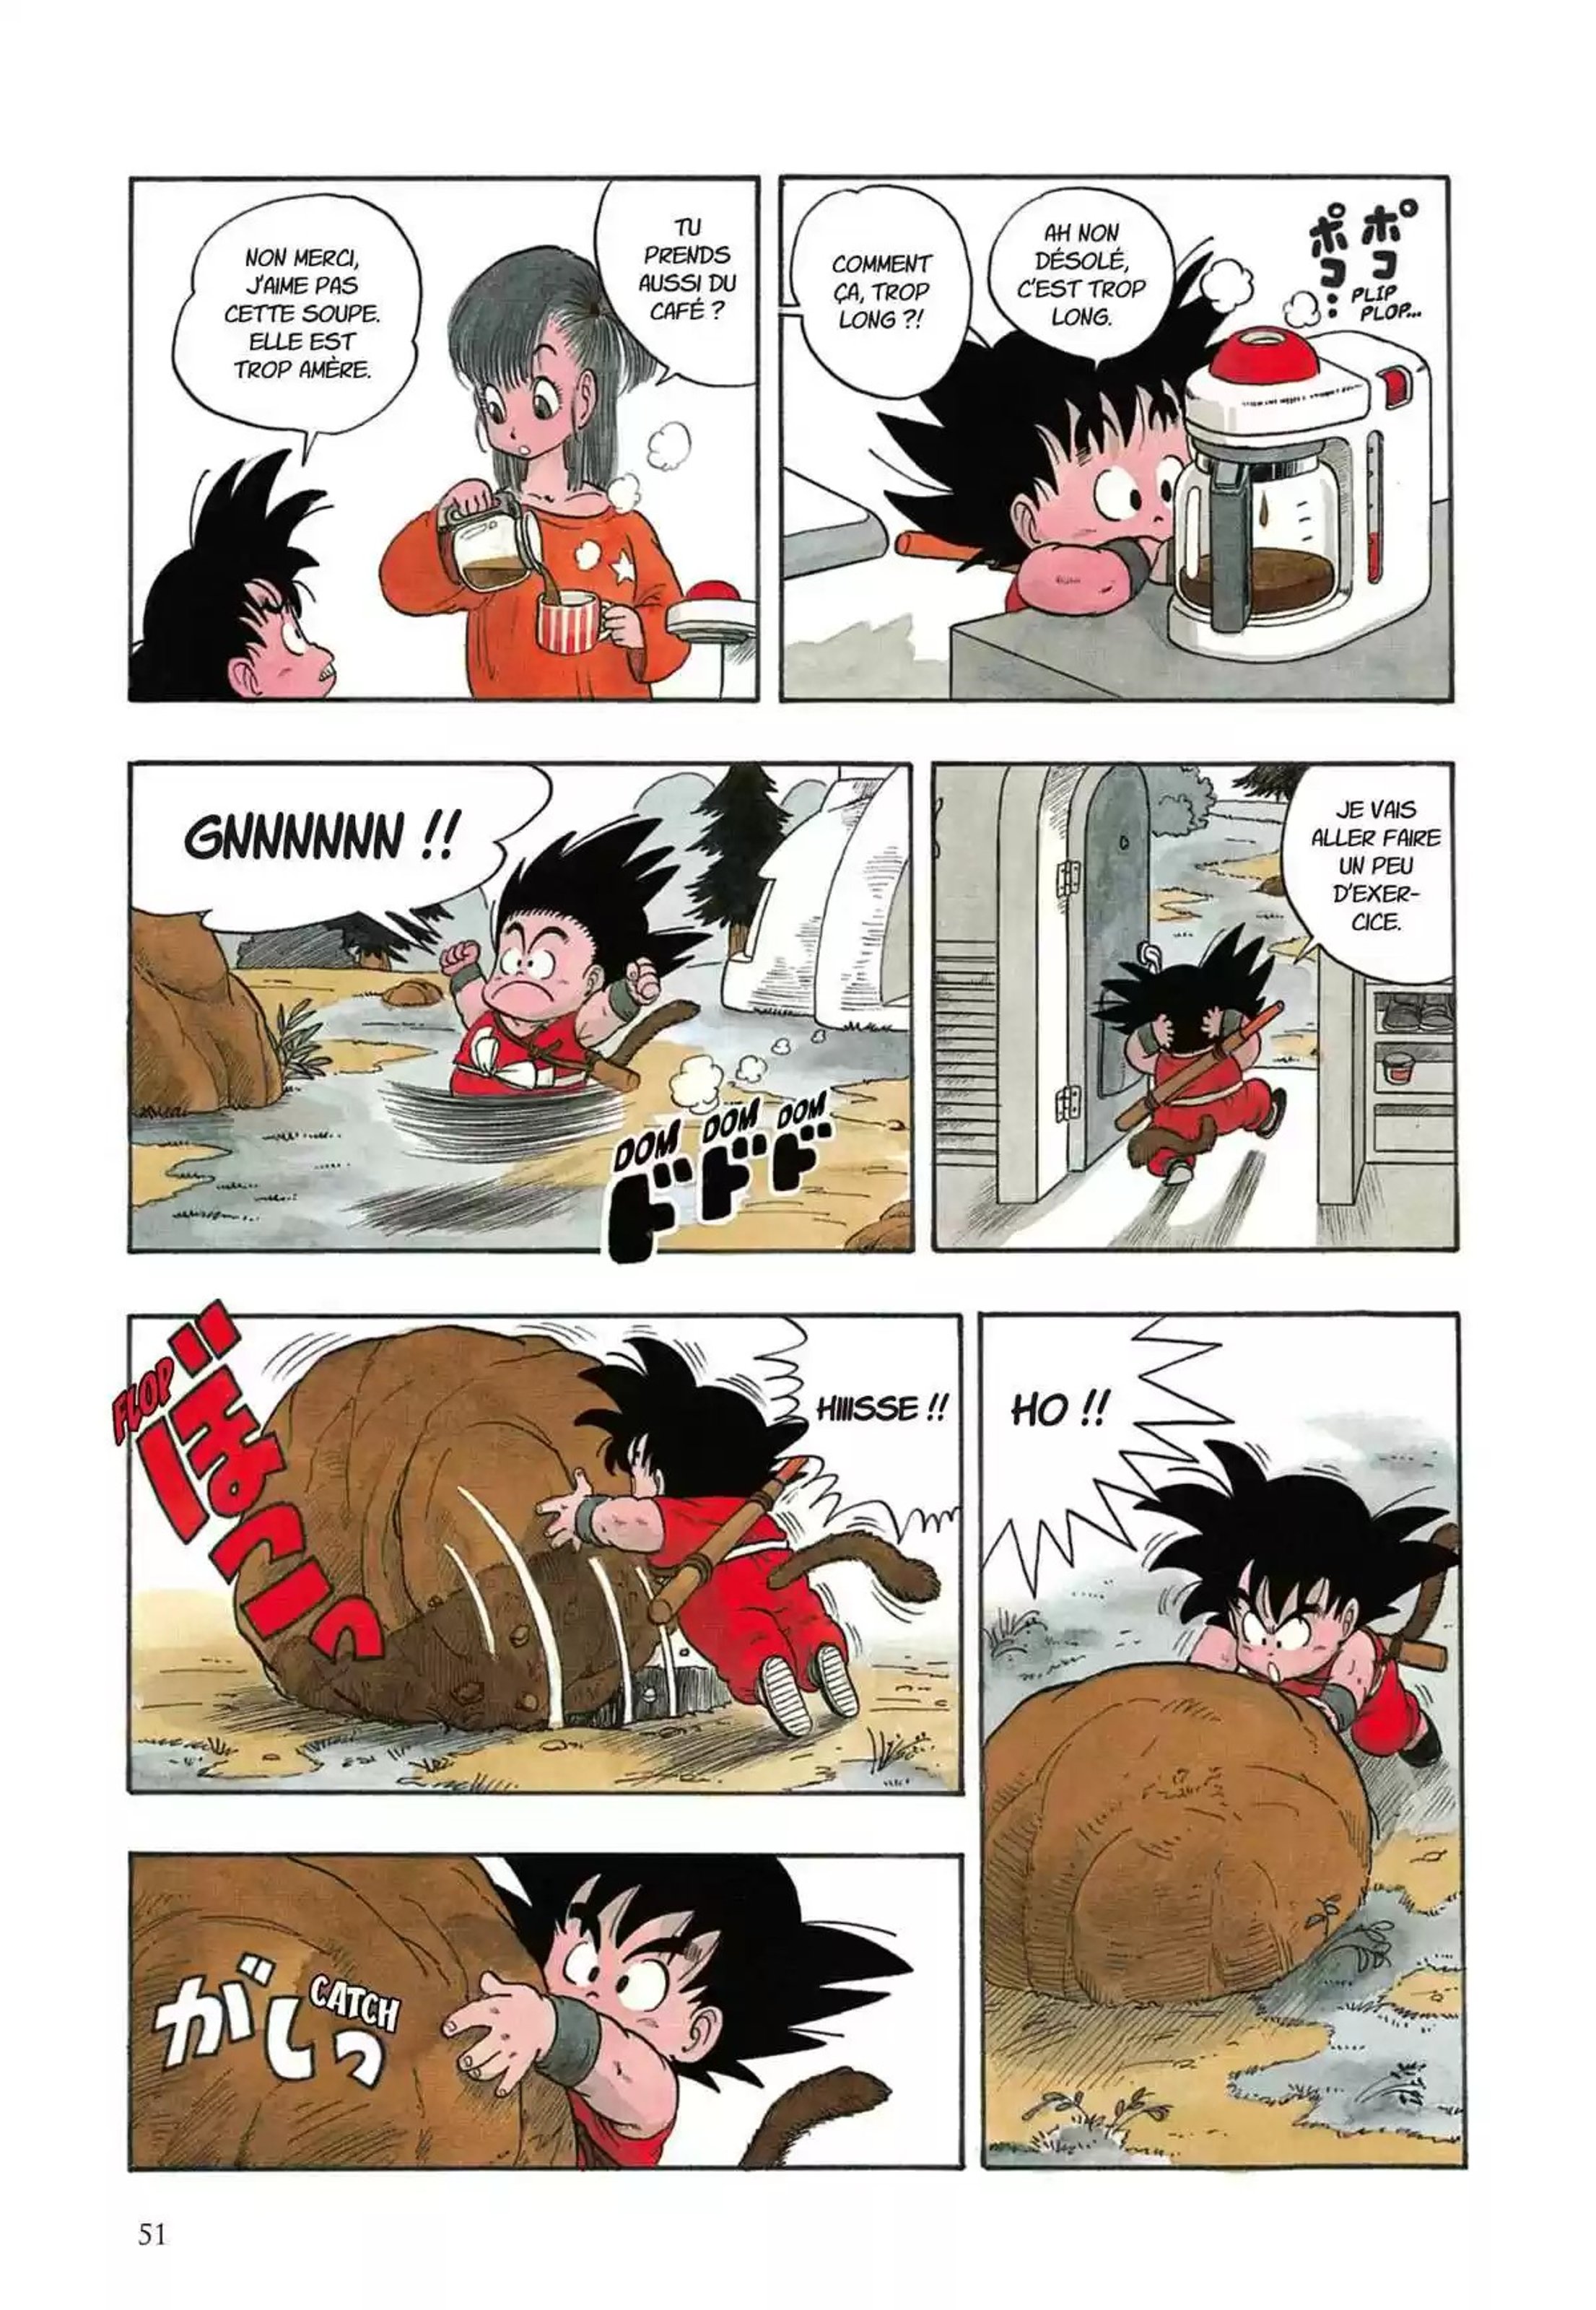 ポコ
ポコ
PLIP
PLOP...
AH NON
DÉSOLÉ,
C'EST TROP
LONG.
COMMENT
ÇA, TROP
LONG ?!
TU
PRENDS
AUSSI DU
CAFÉ ?
NON MERCI,
J'AIME PAS
CETTE SOUPE.
ELLE EST
TROP AMÈRE.
JE VAIS
ALLER FAIRE
UN PEU
D'EXER-
CICE.
GNNNNNN !!
DOM DOM DOM
ドドド
HO !!
HIIISSE !!
FLOP
ぼこっ
CATCH
がしっ
51